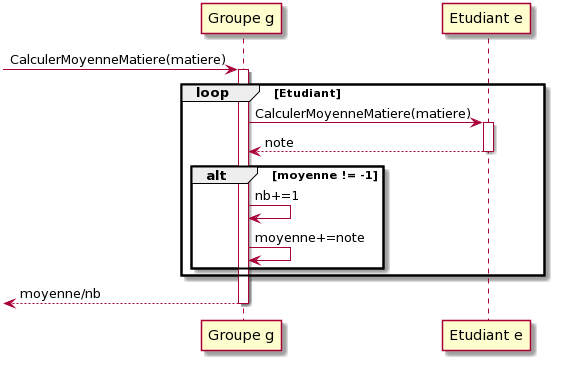 Groupe g
Etudiant e
CalculerMoyenneMatiere(matiere)
loop
[Etudiant]
CalculerMoyenneMatiere(matiere)
note
alt
[moyenne != -1]
nb+=1
moyenne+=note
moyenne/nb
Groupe g
Etudiant e